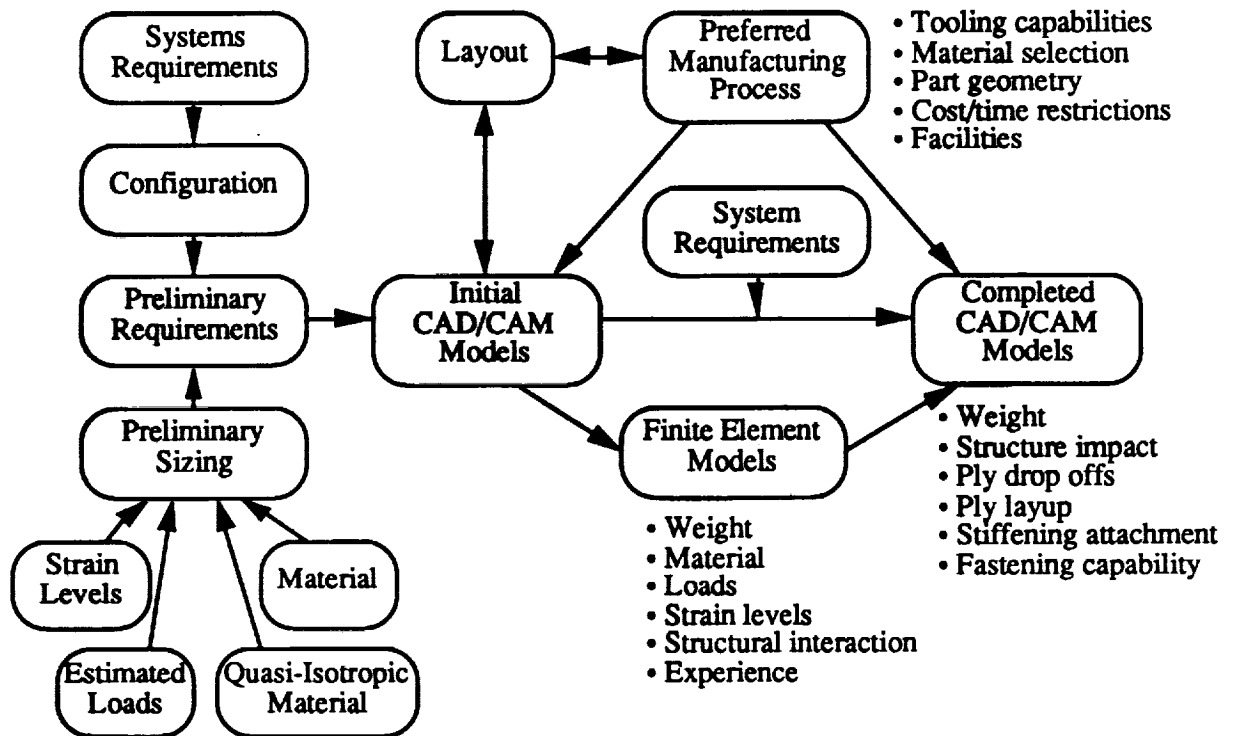 Systems
Requirements
Configuration
Preliminary
Requirements
Preliminary
Sizing
Strain
Levels
Material
Estimated
Loads
Quasi-Isotropic
Material
Layout
Preferred
Manufacturing
Process
• Tooling capabilities
• Material selection
• Part geometry
• Cost/time restrictions
• Facilities
System
Requirements
Initial
CAD/CAM
Models
Completed
CAD/CAM
Models
Finite Element
Models
• Weight
• Material
• Loads
• Strain levels
• Structural interaction
• Experience
• Weight
• Structure impact
• Ply drop offs
• Ply layup
• Stiffening attachment
• Fastening capability